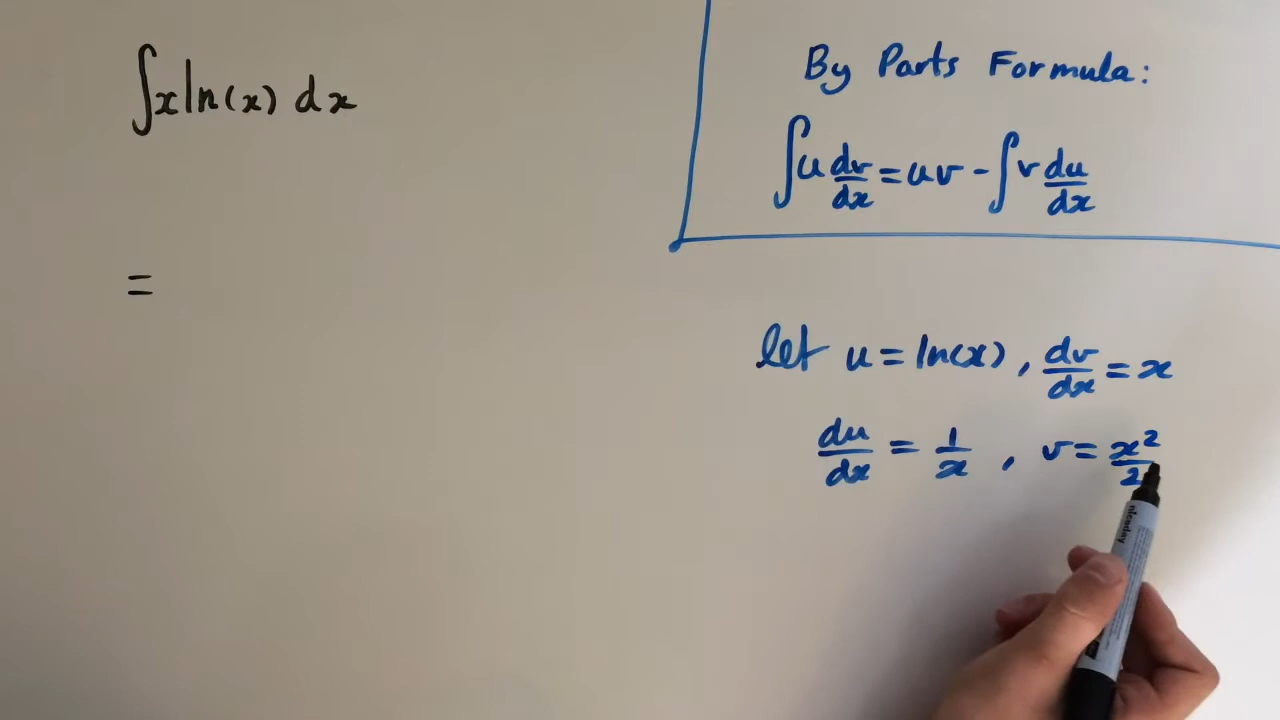 ∫x ln(x) dx
=
By Parts Formula:
∫u dv/dx = uv - ∫v du/dx
let u = ln(x), dv/dx = x
du/dx = 1/x, v = x²/2
niceday